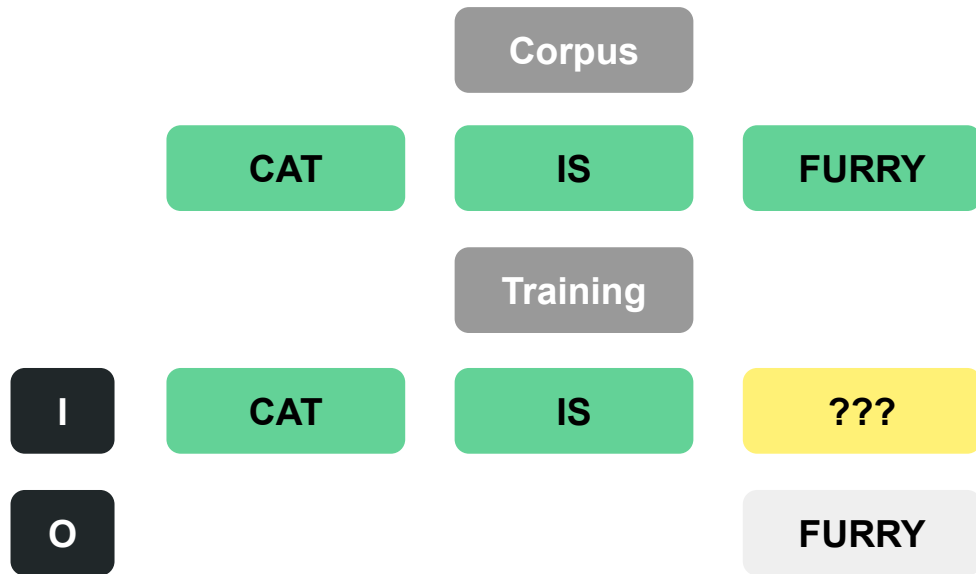 Corpus
CAT IS FURRY
Training
I CAT IS ???
O FURRY